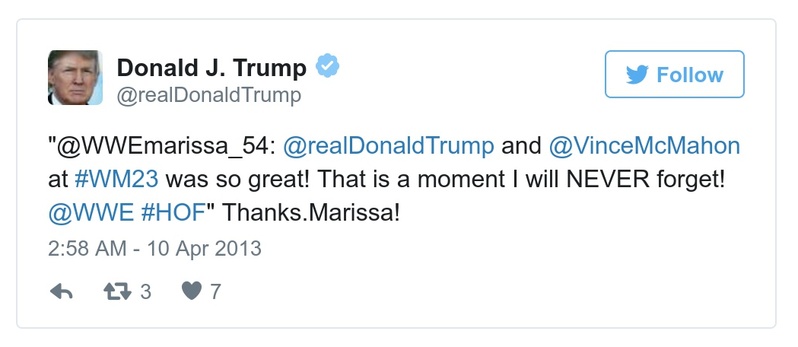 Donald J. Trump
Follow
@realDonaldTrump
"@WWEmarissa_54: @realDonaldTrump and @VinceMcMahon
at #WM23 was so great! That is a moment I will NEVER forget!
@WWE #HOF" Thanks.Marissa!
2:58 AM - 10 Apr 2013
3 7